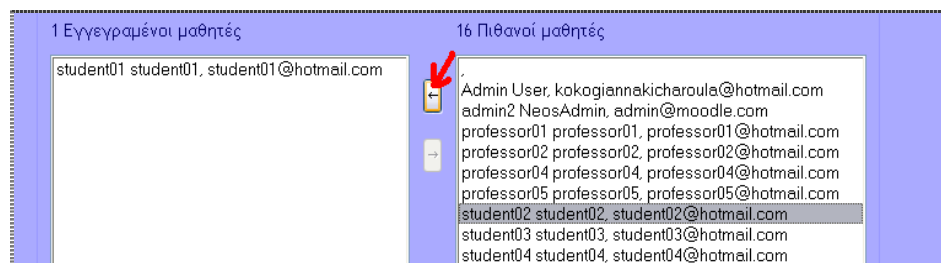 1 Εγγεγραμένοι μαθητές
16 Πιθανοί μαθητές
student01 student01, student01@hotmail.com
←
→
,
Admin User, kokogiannakicharoula@hotmail.com
admin2 NeosAdmin, admin@moodle.com
professor01 professor01, professor01@hotmail.com
professor02 professor02, professor02@hotmail.com
professor04 professor04, professor04@hotmail.com
professor05 professor05, professor05@hotmail.com
student02 student02, student02@hotmail.com
student03 student03, student03@hotmail.com
student04 student04, student04@hotmail.com